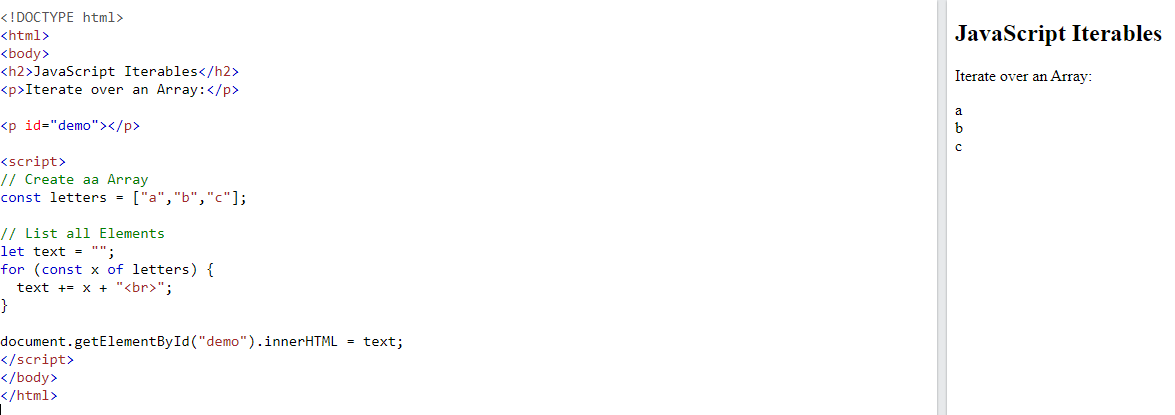 <!DOCTYPE html>
<html>
<body>
<h2>JavaScript Iterables</h2>
<p>Iterate over an Array:</p>
<p id="demo"></p>
<script>
// Create aa Array
const letters = ["a","b","c"];
// List all Elements
let text = "";
for (const x of letters) {
  text += x + "<br>";
}
document.getElementById("demo").innerHTML = text;
</script>
</body>
</html>
JavaScript Iterables
Iterate over an Array:
a
b
c